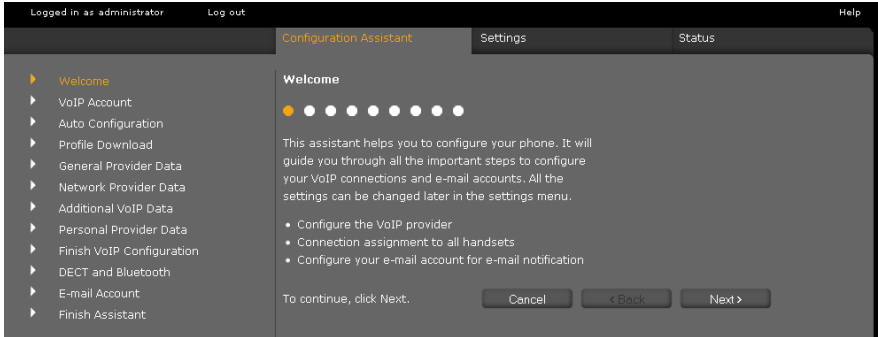 Logged in as administrator Log out Help
Configuration Assistant Settings Status
Welcome
VoIP Account
Auto Configuration
Profile Download
General Provider Data
Network Provider Data
Additional VoIP Data
Personal Provider Data
Finish VoIP Configuration
DECT and Bluetooth
E-mail Account
Finish Assistant
Welcome
This assistant helps you to configure your phone. It will
guide you through all the important steps to configure
your VoIP connections and e-mail accounts. All the
settings can be changed later in the settings menu.
• Configure the VoIP provider
• Connection assignment to all handsets
• Configure your e-mail account for e-mail notification
To continue, click Next. Cancel ‹ Back Next ›